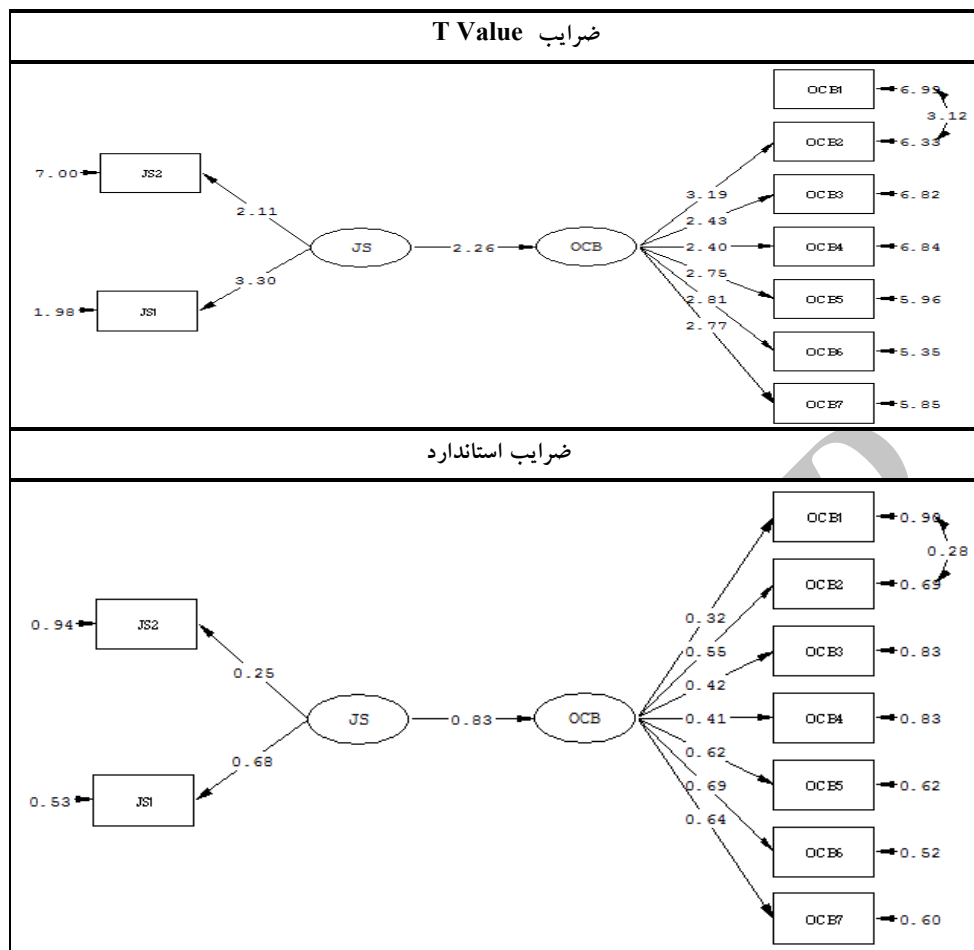 ضرایب T Value
OCB1 6.99
3.12
OCB2 6.33
JS2 7.00
3.19
OCB3 6.82
2.43
2.11
JS 2.26 OCB 2.40 OCB4 6.84
2.75
3.30
OCB5 5.96
2.81
JS1 1.98
2.77
OCB6 5.35
OCB7 5.85
ضرایب استاندارد
OCB1 0.90
0.28
OCB2 0.69
0.32
JS2 0.94
0.55
OCB3 0.83
0.25
0.42
JS 0.83 OCB 0.41 OCB4 0.83
0.62
0.68
OCB5 0.62
0.69
JS1 0.53
0.64
OCB6 0.52
OCB7 0.60